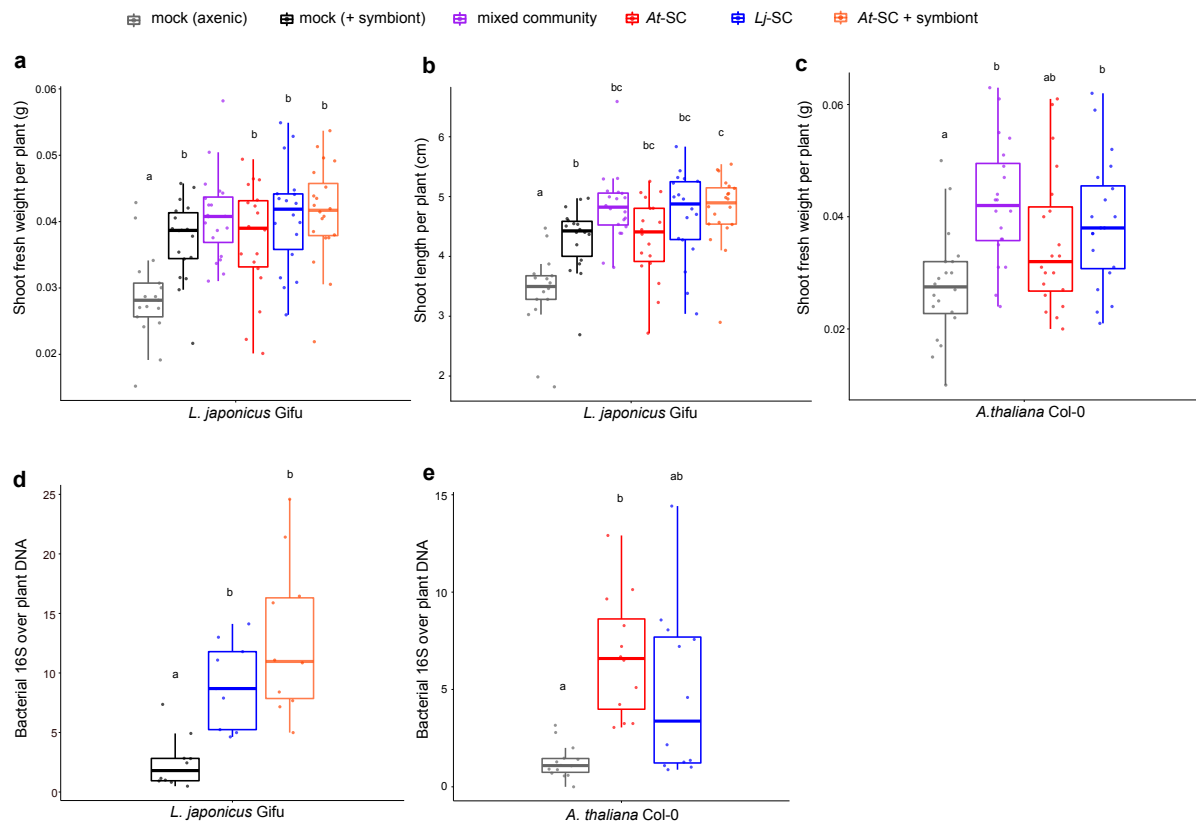 mock (axenic) mock (+ symbiont) mixed community At-SC Lj-SC At-SC + symbiont
a
Shoot fresh weight per plant (g)
0.06
0.05
0.04
0.03
0.02
a
b
b
b
b
L. japonicus Gifu
b
Shoot length per plant (cm)
6
5
4
3
2
a
b
bc
bc
bc
c
L. japonicus Gifu
c
Shoot fresh weight per plant (g)
0.06
0.04
0.02
a
b
ab
b
A.thaliana Col-0
d
Bacterial 16S over plant DNA
25
20
15
10
5
0
a
b
b
L. japonicus Gifu
e
Bacterial 16S over plant DNA
15
10
5
0
a
b
ab
A. thaliana Col-0